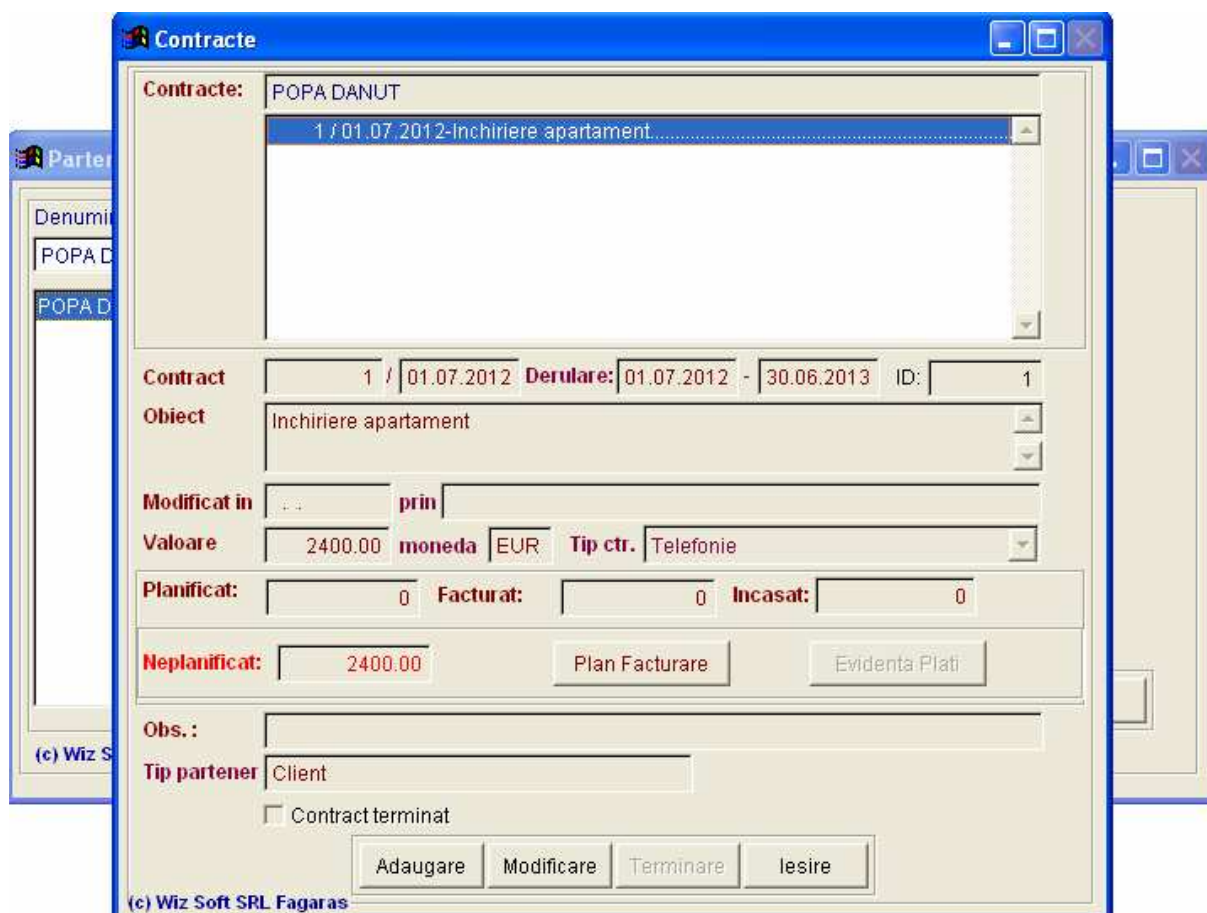 Contracte
Contracte: POPA DANUT
1 / 01.07.2012-Inchiriere apartament.......................................................................
Parten
Denumir
POPA D
POPA D
Contract 1 / 01.07.2012 Derulare: 01.07.2012 - 30.06.2013 ID: 1
Obiect Inchiriere apartament
Modificat in . . prin
Valoare 2400.00 moneda EUR Tip ctr. Telefonie
Planificat: 0 Facturat: 0 Incasat: 0
Neplanificat: 2400.00 Plan Facturare Evidenta Plati
Obs. :
(c) Wiz S
Tip partener Client
Contract terminat
Adaugare Modificare Terminare Iesire
(c) Wiz Soft SRL Fagaras